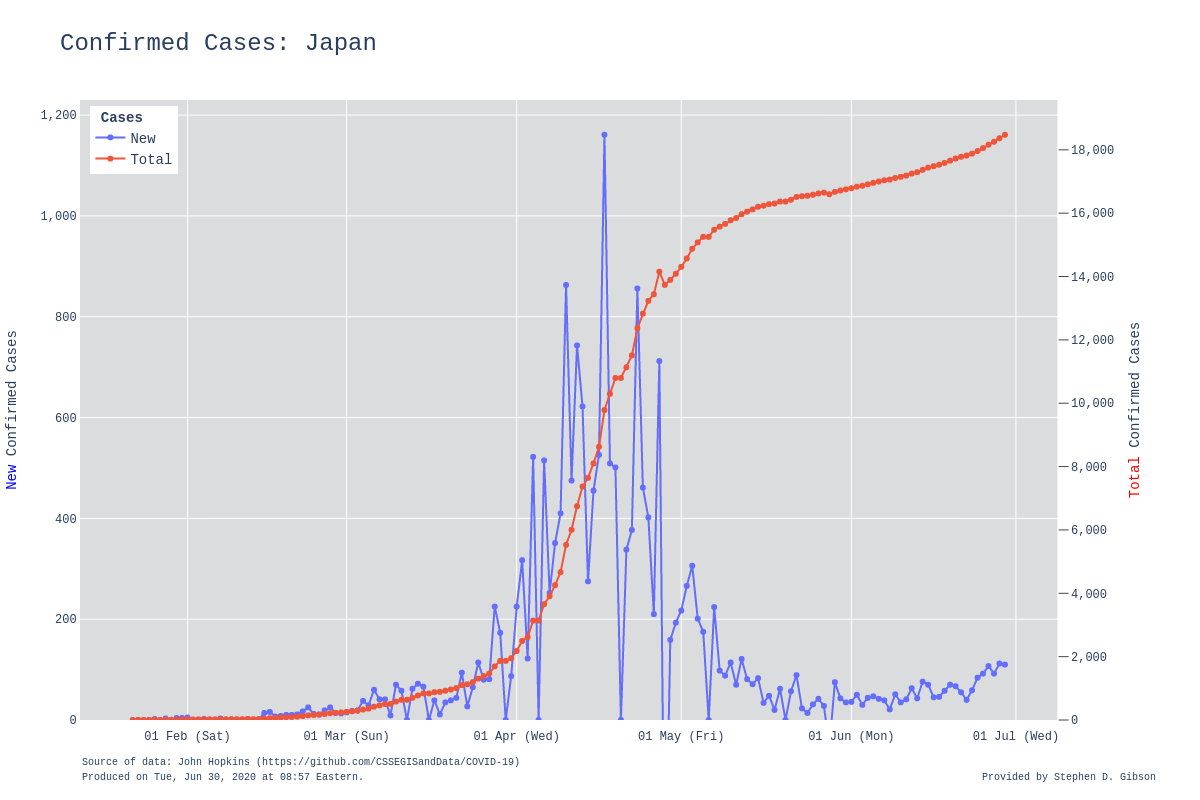 Confirmed Cases: Japan
Cases
New
Total
1,200
1,000
800
600
400
200
0
18,000
16,000
14,000
12,000
10,000
8,000
6,000
4,000
2,000
0
New Confirmed Cases
Total Confirmed Cases
01 Feb (Sat)
01 Mar (Sun)
01 Apr (Wed)
01 May (Fri)
01 Jun (Mon)
01 Jul (Wed)
Source of data: John Hopkins (https://github.com/CSSEGISandData/COVID-19)
Produced on Tue, Jun 30, 2020 at 08:57 Eastern.
Provided by Stephen D. Gibson